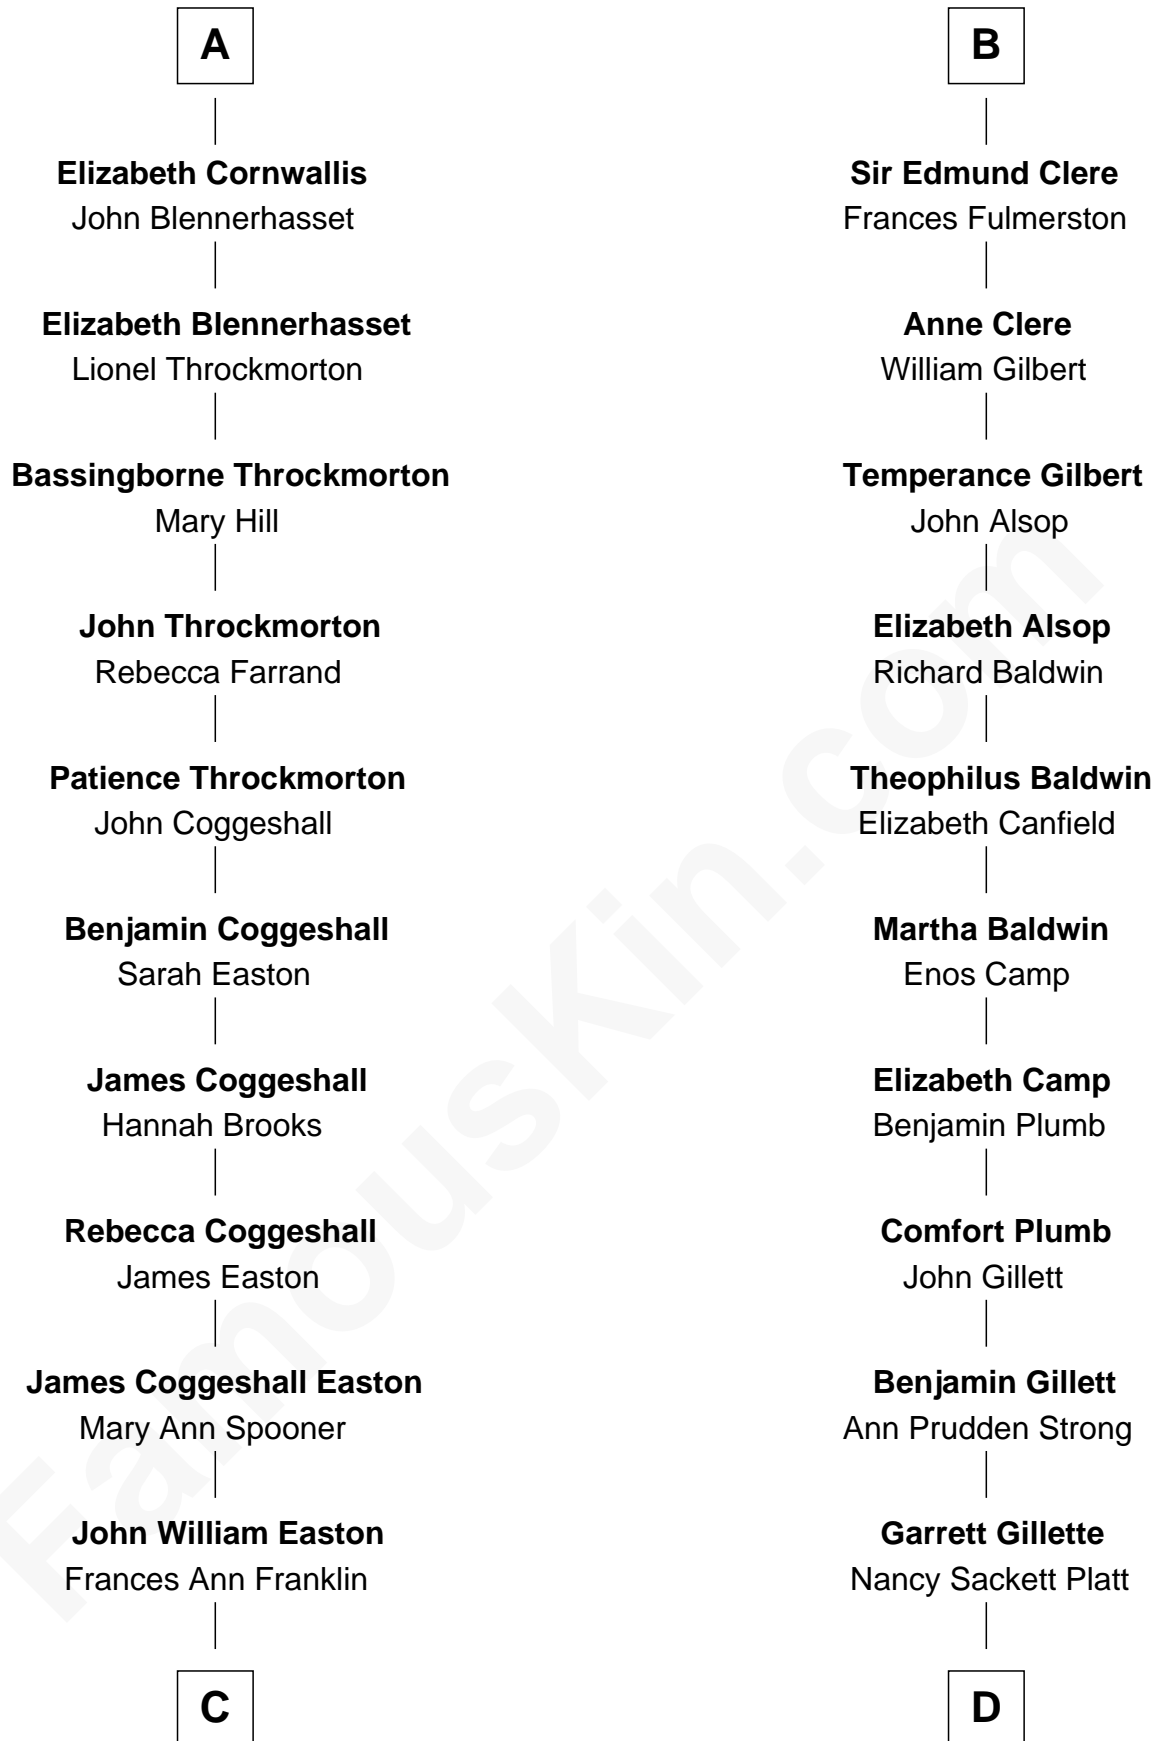 A
Elizabeth Cornwallis
John Blennerhasset
Elizabeth Blennerhasset
Lionel Throckmorton
Bassingborne Throckmorton
Mary Hill
John Throckmorton
Rebecca Farrand
Patience Throckmorton
John Coggeshall
Benjamin Coggeshall
Sarah Easton
James Coggeshall
Hannah Brooks
Rebecca Coggeshall
James Easton
James Coggeshall Easton
Mary Ann Spooner
John William Easton
Frances Ann Franklin
C
B
Sir Edmund Clere
Frances Fulmerston
Anne Clere
William Gilbert
Temperance Gilbert
John Alsop
Elizabeth Alsop
Richard Baldwin
Theophilus Baldwin
Elizabeth Canfield
Martha Baldwin
Enos Camp
Elizabeth Camp
Benjamin Plumb
Comfort Plumb
John Gillett
Benjamin Gillett
Ann Prudden Strong
Garrett Gillette
Nancy Sackett Platt
D
FamousKin.com